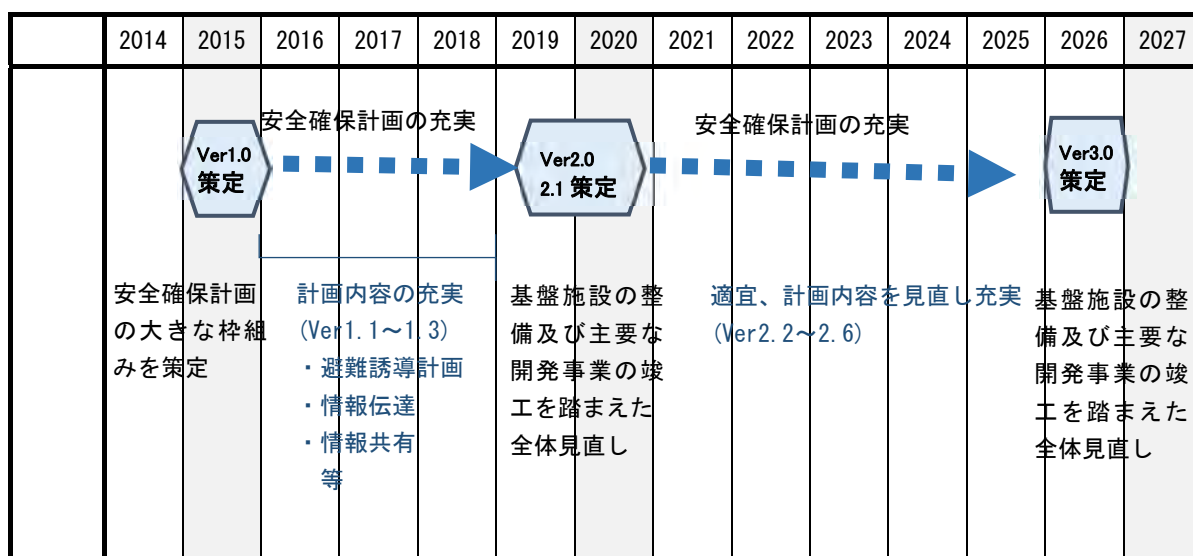 2014 2015 2016 2017 2018 2019 2020 2021 2022 2023 2024 2025 2026 2027
安全確保計画の充実
安全確保計画の充実
Ver1.0
策定
Ver2.0
2.1 策定
Ver3.0
策定
安全確保計画
の大きな枠組
みを策定
計画内容の充実
(Ver1.1～1.3)
・避難誘導計画
・情報伝達
・情報共有
等
基盤施設の整
備及び主要な
開発事業の竣
工を踏まえた
全体見直し
適宜、計画内容を見直し充実
(Ver2.2～2.6)
基盤施設の整
備及び主要な
開発事業の竣
工を踏まえた
全体見直し